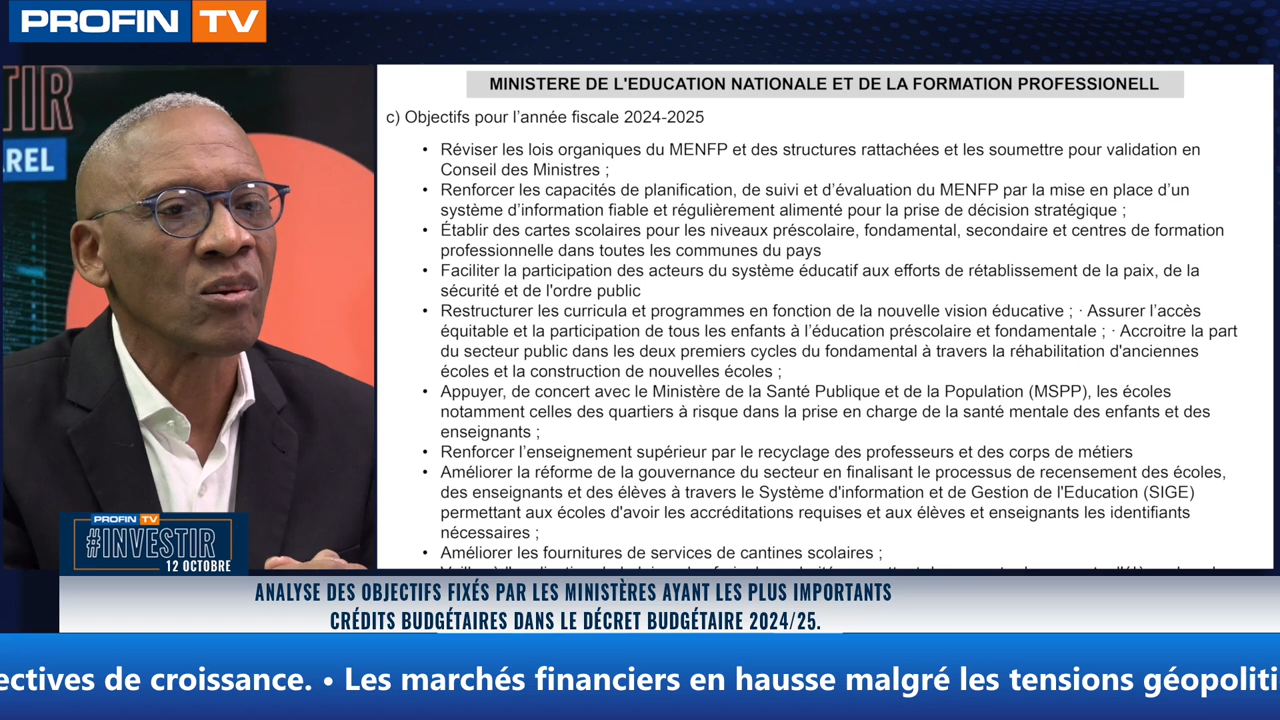 PROFIN TV
TIR
AREL
MINISTERE DE L'EDUCATION NATIONALE ET DE LA FORMATION PROFESSIONELL
c) Objectifs pour l'année fiscale 2024-2025
• Réviser les lois organiques du MENFP et des structures rattachées et les soumettre pour validation en
Conseil des Ministres ;
• Renforcer les capacités de planification, de suivi et d'évaluation du MENFP par la mise en place d'un
système d'information fiable et régulièrement alimenté pour la prise de décision stratégique ;
• Établir des cartes scolaires pour les niveaux préscolaire, fondamental, secondaire et centres de formation
professionnelle dans toutes les communes du pays
• Faciliter la participation des acteurs du système éducatif aux efforts de rétablissement de la paix, de la
sécurité et de l'ordre public
• Restructurer les curricula et programmes en fonction de la nouvelle vision éducative ; · Assurer l'accès
équitable et la participation de tous les enfants à l'éducation préscolaire et fondamentale ; · Accroitre la part
du secteur public dans les deux premiers cycles du fondamental à travers la réhabilitation d'anciennes
écoles et la construction de nouvelles écoles ;
• Appuyer, de concert avec le Ministère de la Santé Publique et de la Population (MSPP), les écoles
notamment celles des quartiers à risque dans la prise en charge de la santé mentale des enfants et des
enseignants ;
• Renforcer l'enseignement supérieur par le recyclage des professeurs et des corps de métiers
• Améliorer la réforme de la gouvernance du secteur en finalisant le processus de recensement des écoles,
des enseignants et des élèves à travers le Système d'information et de Gestion de l'Education (SIGE)
permettant aux écoles d'avoir les accréditations requises et aux élèves et enseignants les identifiants
nécessaires ;
• Améliorer les fournitures de services de cantines scolaires ;
PROFIN TV
#INVESTIR
12 OCTOBRE
ANALYSE DES OBJECTIFS FIXÉS PAR LES MINISTÈRES AYANT LES PLUS IMPORTANTS
CRÉDITS BUDGÉTAIRES DANS LE DÉCRET BUDGÉTAIRE 2024/25.
ectives de croissance. • Les marchés financiers en hausse malgré les tensions géopoliti